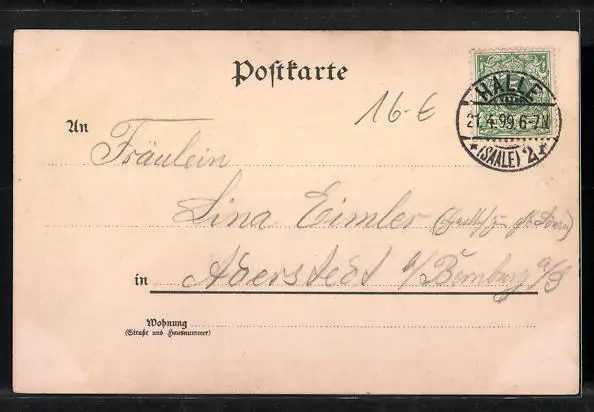 Postkarte
HALLE
21.4.99.6-7N
*(SAALE)2*
16.-€
An
Fräulein
Lina Eimler
in Aderstedt b/Bernburg a/S
Wohnung
(Straße und Hausnummer)